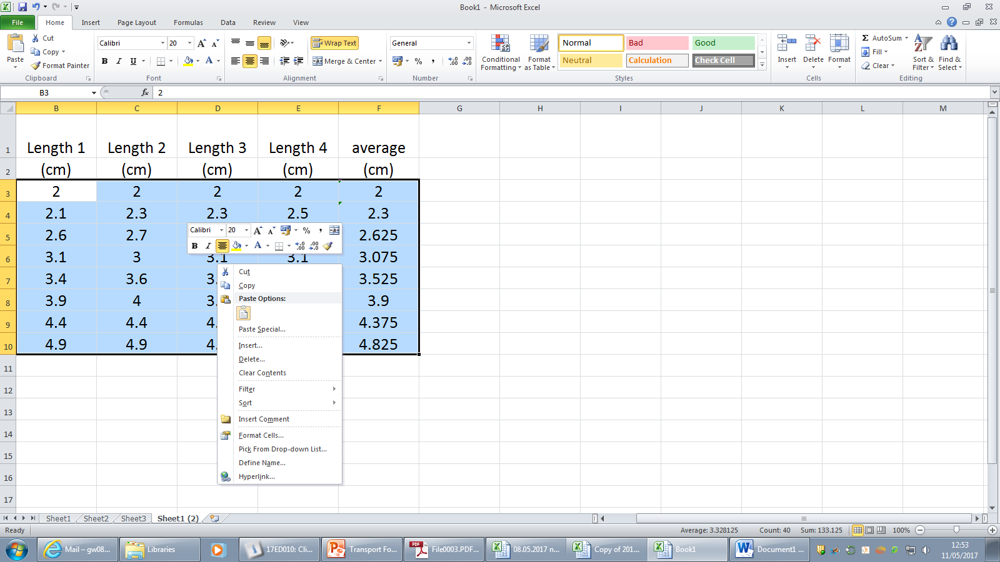 Book1 - Microsoft Excel
File Home Insert Page Layout Formulas Data Review View
Paste
Cut
Copy
Format Painter
Clipboard
Calibri 20
B I U
Font
Wrap Text
Merge & Center
Alignment
General
%
Number
Conditional Formatting
Format as Table
Normal Bad Good
Neutral Calculation Check Cell
Styles
Insert Delete Format
Cells
AutoSum
Fill
Clear
Sort & Filter
Find & Select
Editing
B3 fx 2
B C D E F G H I J K L M
1 Length 1 Length 2 Length 3 Length 4 average
2 (cm) (cm) (cm) (cm) (cm)
3 2 2 2 2 2
4 2.1 2.3 2.3 2.5 2.3
5 2.6 2.7 2.625
6 3.1 3 3.1 3.1 3.075
7 3.4 3.6 3. 3.525
8 3.9 4 3. 3.9
9 4.4 4.4 4. 4.375
10 4.9 4.9 4. 4.825
11
12
13
14
15
16
17
Calibri 20 A A %
B I A
Cut
Copy
Paste Options:
Paste Special...
Insert...
Delete...
Clear Contents
Filter
Sort
Insert Comment
Format Cells...
Pick From Drop-down List...
Define Name...
Hyperlink...
Sheet1 Sheet2 Sheet3 Sheet1 (2)
Ready Average: 3.328125 Count: 40 Sum: 133.125 100%
Mail – gw08... Libraries 17ED010: Cli... Transport Fo... File0003.PDF... 08.05.2017 n... Copy of 201... Book1 Document1 ...
12:53
11/05/2017